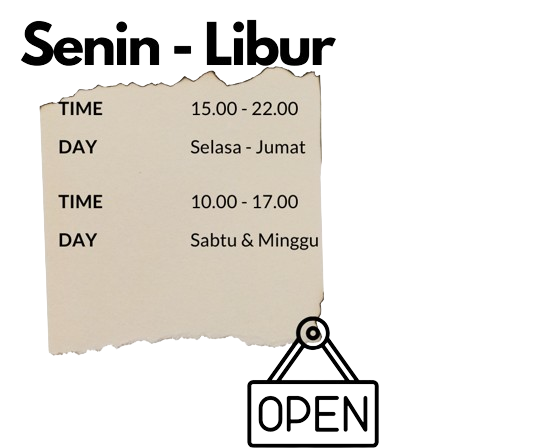 Senin - Libur
TIME 15.00 - 22.00
DAY Selasa - Jumat
TIME 10.00 - 17.00
DAY Sabtu & Minggu
OPEN